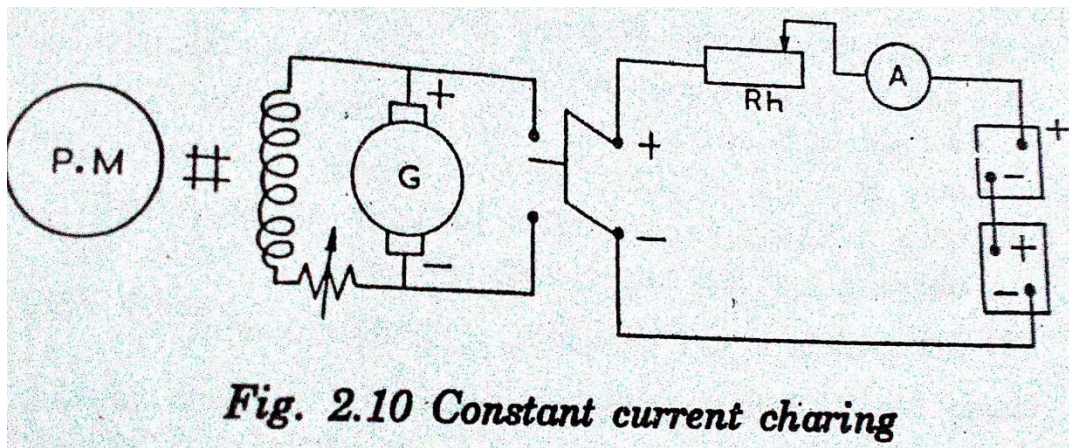 P.M
G
+
−
+
−
Rh
A
+
−
+
−
Fig. 2.10 Constant current charing